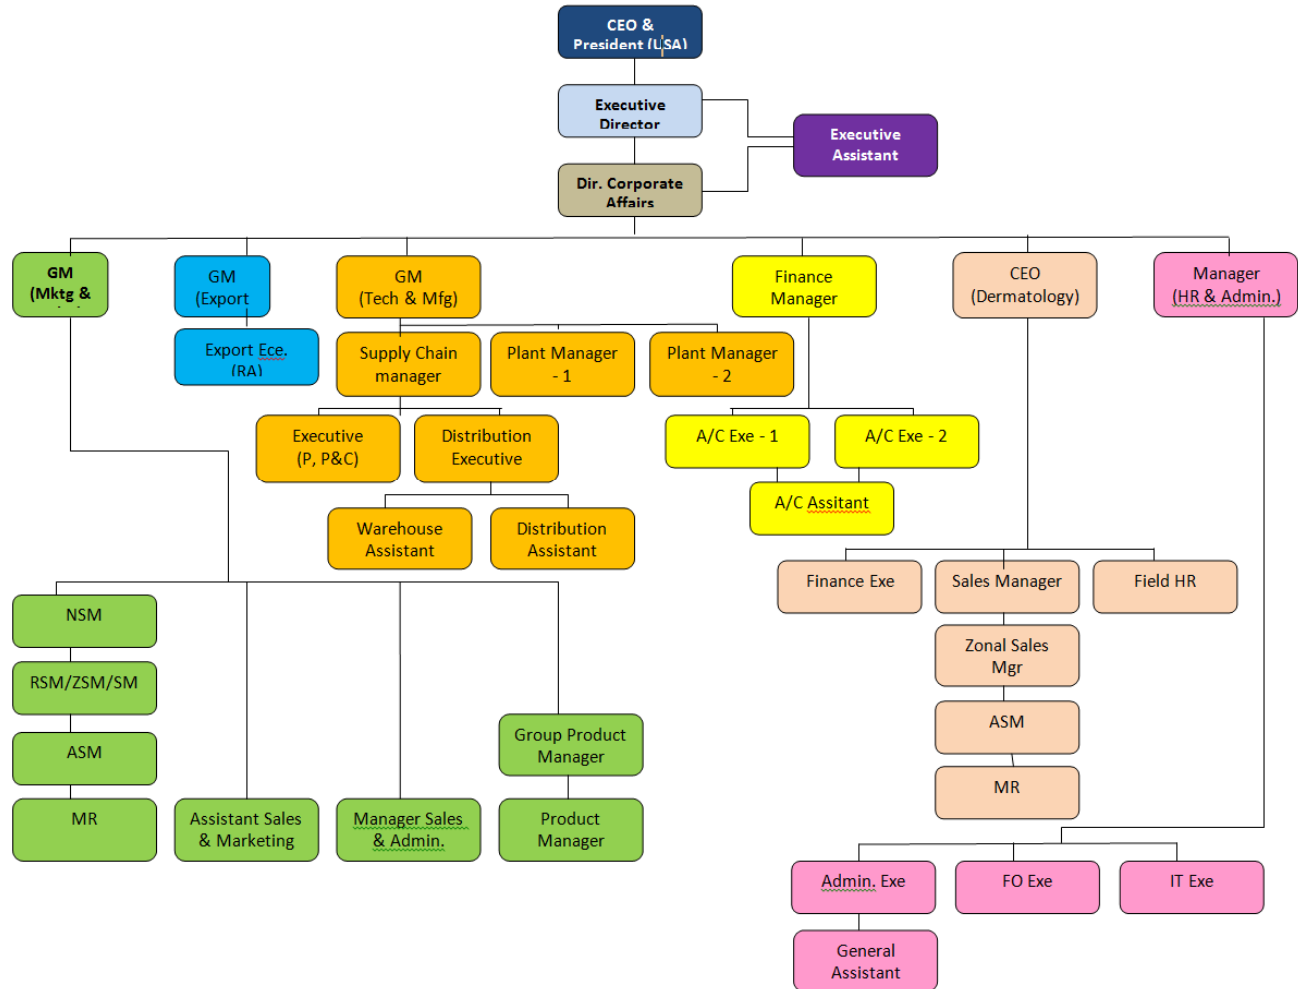 CEO &
President (USA)
Executive
Director
Executive
Assistant
Dir. Corporate
Affairs
GM
(Mktg &
GM
(Export
GM
(Tech & Mfg)
Finance
Manager
CEO
(Dermatology)
Manager
(HR & Admin.)
Export Ece.
(RA)
Supply Chain
manager
Plant Manager
- 1
Plant Manager
- 2
Executive
(P, P&C)
Distribution
Executive
A/C Exe - 1
A/C Exe - 2
A/C Assitant
Warehouse
Assistant
Distribution
Assistant
Finance Exe
Sales Manager
Field HR
NSM
Zonal Sales
Mgr
RSM/ZSM/SM
ASM
ASM
Group Product
Manager
MR
MR
Assistant Sales
& Marketing
Manager Sales
& Admin.
Product
Manager
Admin. Exe
FO Exe
IT Exe
General
Assistant